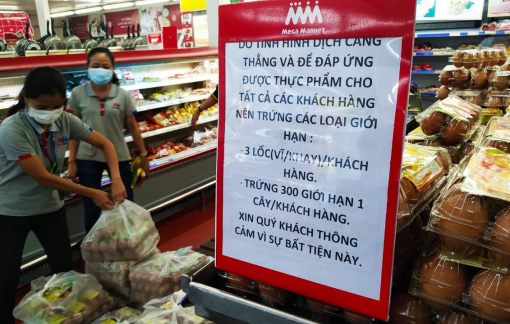 MM
Mega Market
DO TÌNH HÌNH DỊCH CĂNG
THẲNG VÀ ĐỂ ĐÁP ỨNG
ĐƯỢC THỰC PHẨM CHO
TẤT CẢ CÁC KHÁCH HÀNG
NÊN TRỨNG CÁC LOẠI GIỚI
HẠN :
- 3 LỐC(VĨ/KHAY)/KHÁCH
HÀNG.
- TRỨNG 300 GIỚI HẠN 1
CÂY/KHÁCH HÀNG.
XIN QUÝ KHÁCH THÔNG
CẢM VÌ SỰ BẤT TIỆN NÀY.